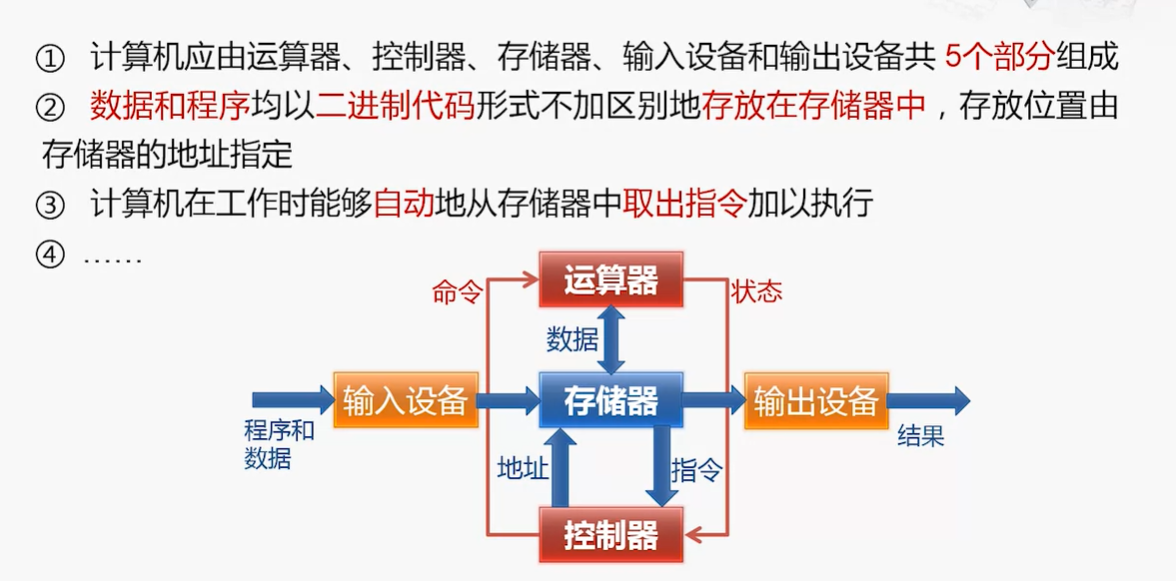 ① 计算机应由运算器、控制器、存储器、输入设备和输出设备共 5个部分组成
② 数据和程序均以二进制代码形式不加区别地存放在存储器中，存放位置由
存储器的地址指定
③ 计算机在工作时能够自动地从存储器中取出指令加以执行
④ ……
运算器
命令
状态
数据
输入设备
存储器
输出设备
程序和
数据
结果
地址
指令
控制器